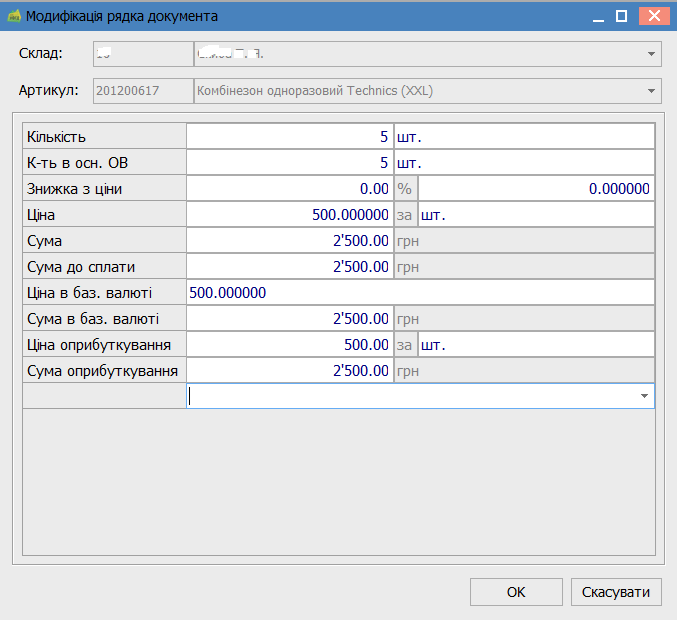 Модифікація рядка документа
Склад:
Артикул: 201200617 Комбінезон одноразовий Technics (XXL)
Кількість 5 шт.
К-ть в осн. ОВ 5 шт.
Знижка з ціни 0.00 % 0.000000
Ціна 500.000000 за шт.
Сума 2'500.00 грн
Сума до сплати 2'500.00 грн
Ціна в баз. валюті 500.000000
Сума в баз. валюті 2'500.00 грн
Ціна оприбуткування 500.00 за шт.
Сума оприбуткування 2'500.00 грн
OK Скасувати